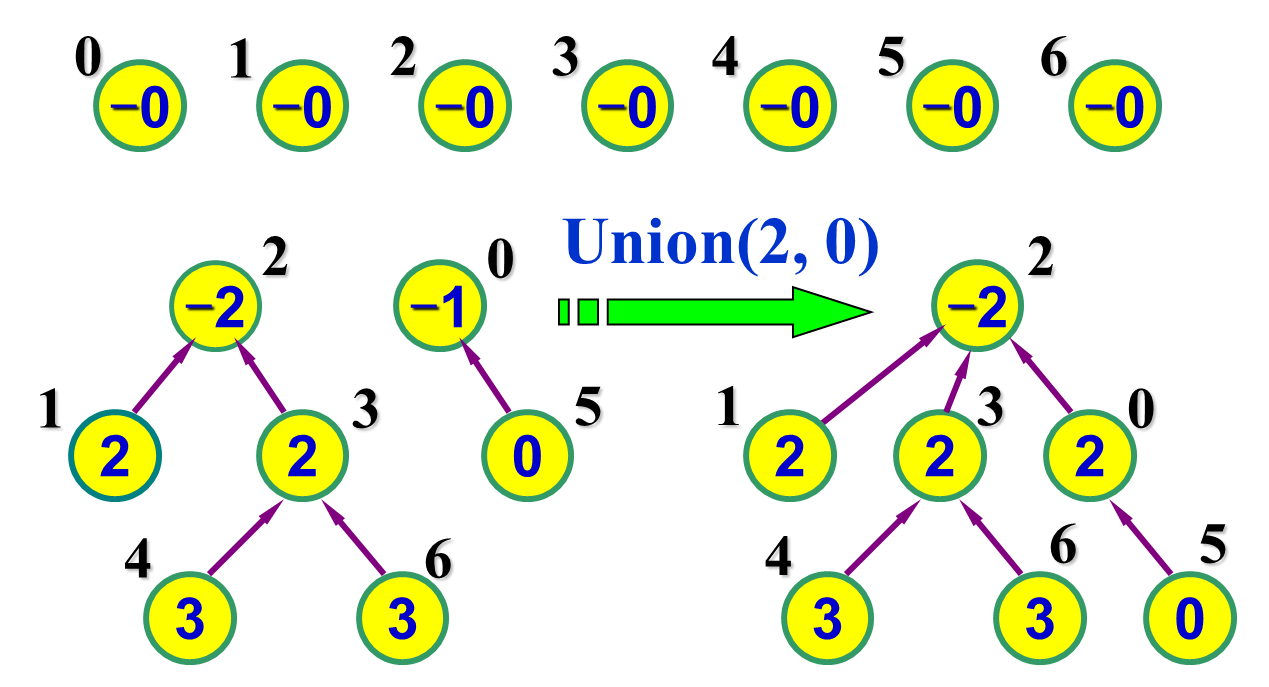 0 1 2 3 4 5 6
–0 –0 –0 –0 –0 –0 –0
Union(2, 0)
2 0 2
–2 –1 –2
1 3 5 1 3 0
2 2 0 2 2 2
4 6 4 6 5
3 3 3 3 0